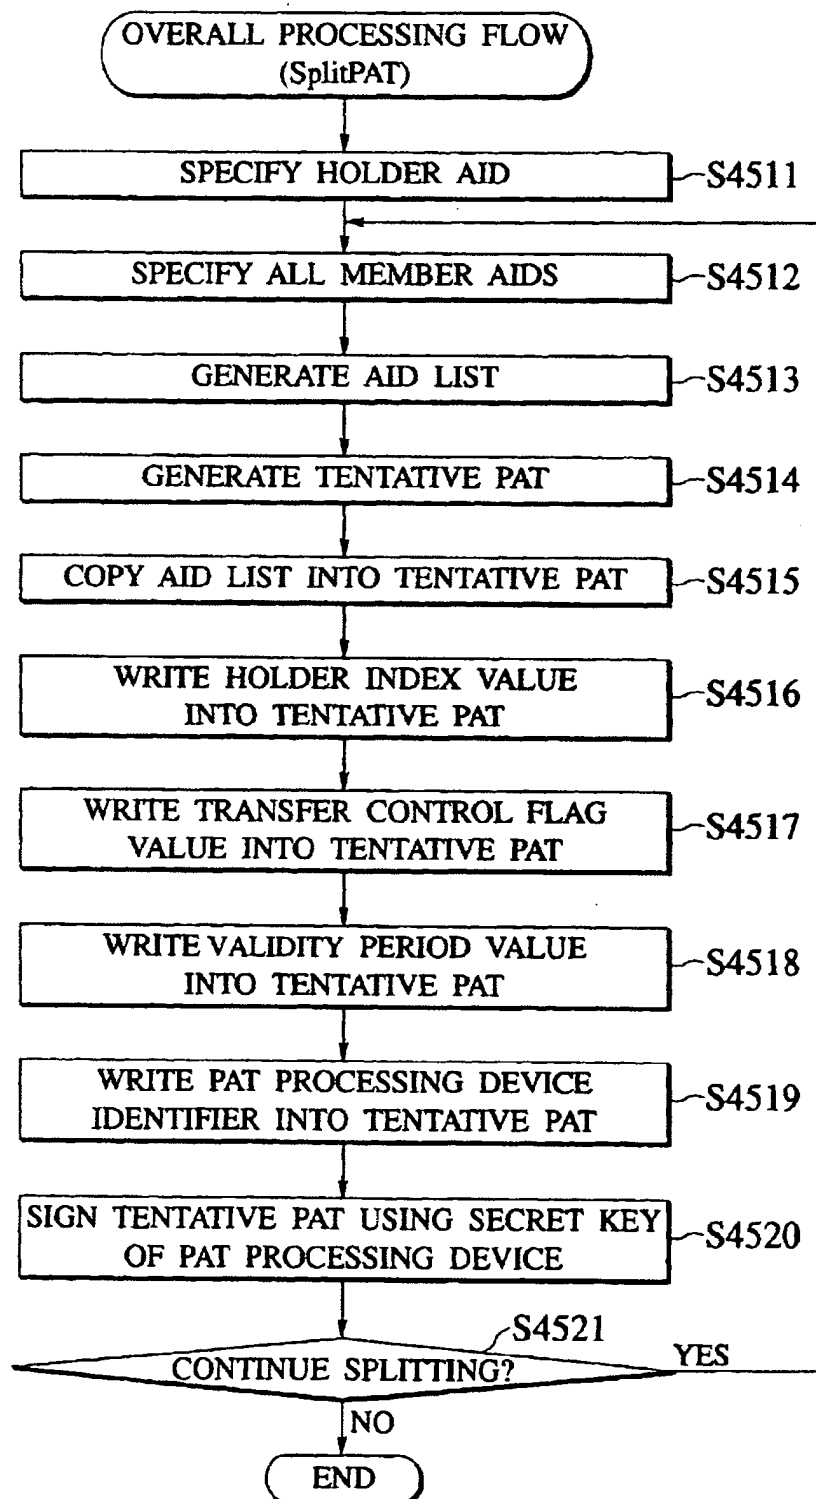 OVERALL PROCESSING FLOW
(SplitPAT)
SPECIFY HOLDER AID
S4511
SPECIFY ALL MEMBER AIDS
S4512
GENERATE AID LIST
S4513
GENERATE TENTATIVE PAT
S4514
COPY AID LIST INTO TENTATIVE PAT
S4515
WRITE HOLDER INDEX VALUE
INTO TENTATIVE PAT
S4516
WRITE TRANSFER CONTROL FLAG
VALUE INTO TENTATIVE PAT
S4517
WRITE VALIDITY PERIOD VALUE
INTO TENTATIVE PAT
S4518
WRITE PAT PROCESSING DEVICE
IDENTIFIER INTO TENTATIVE PAT
S4519
SIGN TENTATIVE PAT USING SECRET KEY
OF PAT PROCESSING DEVICE
S4520
S4521
CONTINUE SPLITTING?
YES
NO
END